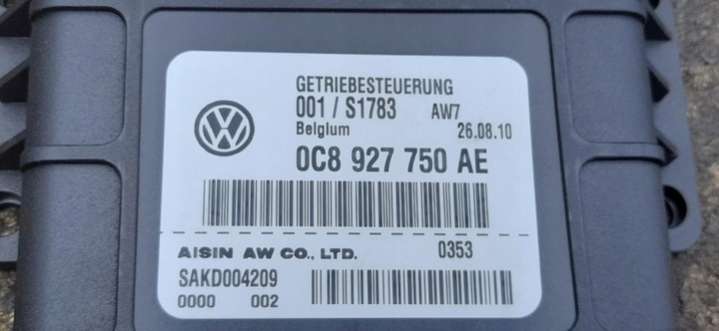 GETRIEBESTEUERUNG
001 / S1783 AW7
Belgium 26.08.10
0C8 927 750 AE
AISIN AW CO., LTD. 0353
SAKD004209
0000 002